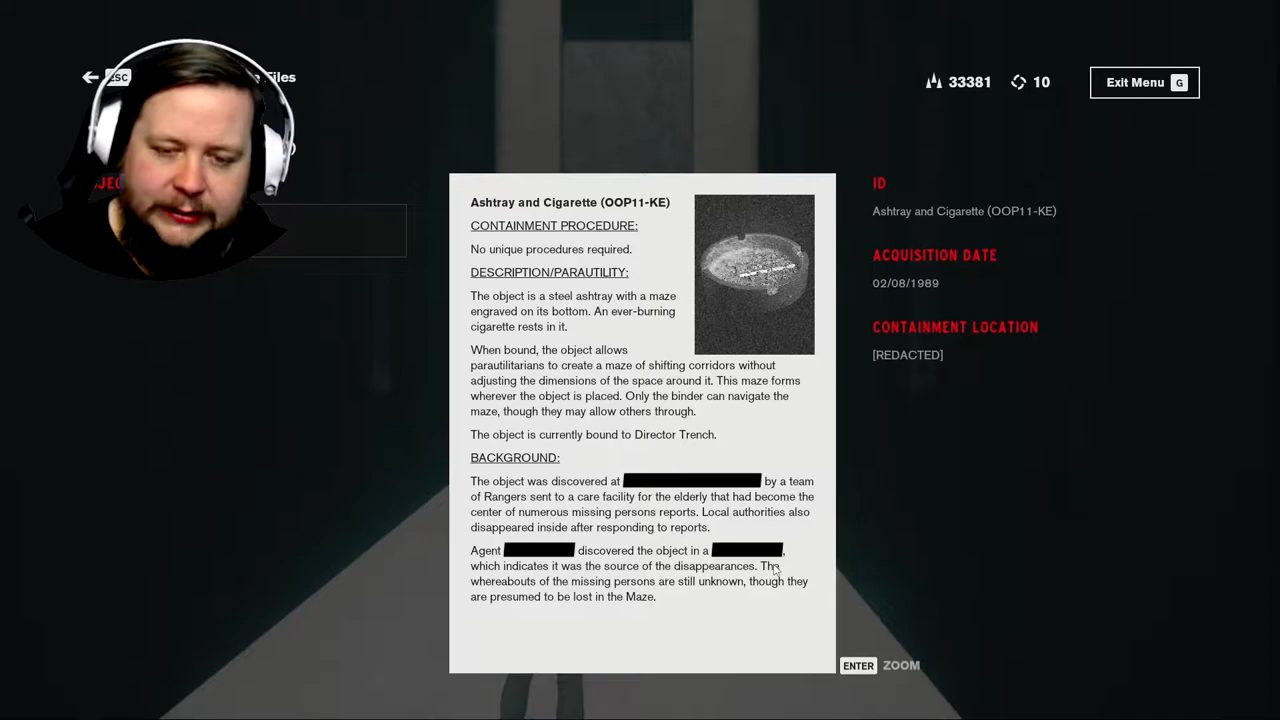 ESC Files
33381 10 Exit Menu G
Ashtray and Cigarette (OOP11-KE)
CONTAINMENT PROCEDURE:
No unique procedures required.
DESCRIPTION/PARAUTILITY:
The object is a steel ashtray with a maze
engraved on its bottom. An ever-burning
cigarette rests in it.
When bound, the object allows
parautilitarians to create a maze of shifting corridors without
adjusting the dimensions of the space around it. This maze forms
wherever the object is placed. Only the binder can navigate the
maze, though they may allow others through.
The object is currently bound to Director Trench.
BACKGROUND:
The object was discovered at by a team
of Rangers sent to a care facility for the elderly that had become the
center of numerous missing persons reports. Local authorities also
disappeared inside after responding to reports.
Agent discovered the object in a ,
which indicates it was the source of the disappearances. The
whereabouts of the missing persons are still unknown, though they
are presumed to be lost in the Maze.
ID
Ashtray and Cigarette (OOP11-KE)
ACQUISITION DATE
02/08/1989
CONTAINMENT LOCATION
[REDACTED]
ENTER ZOOM